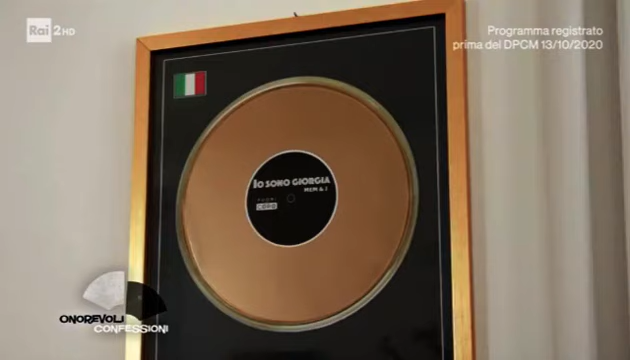 Rai 2 HD
Programma registrato
prima del DPCM 13/10/2020
IO SONO GIORGIA
MEM & J
ONOREVOLI
CONFESSIONI